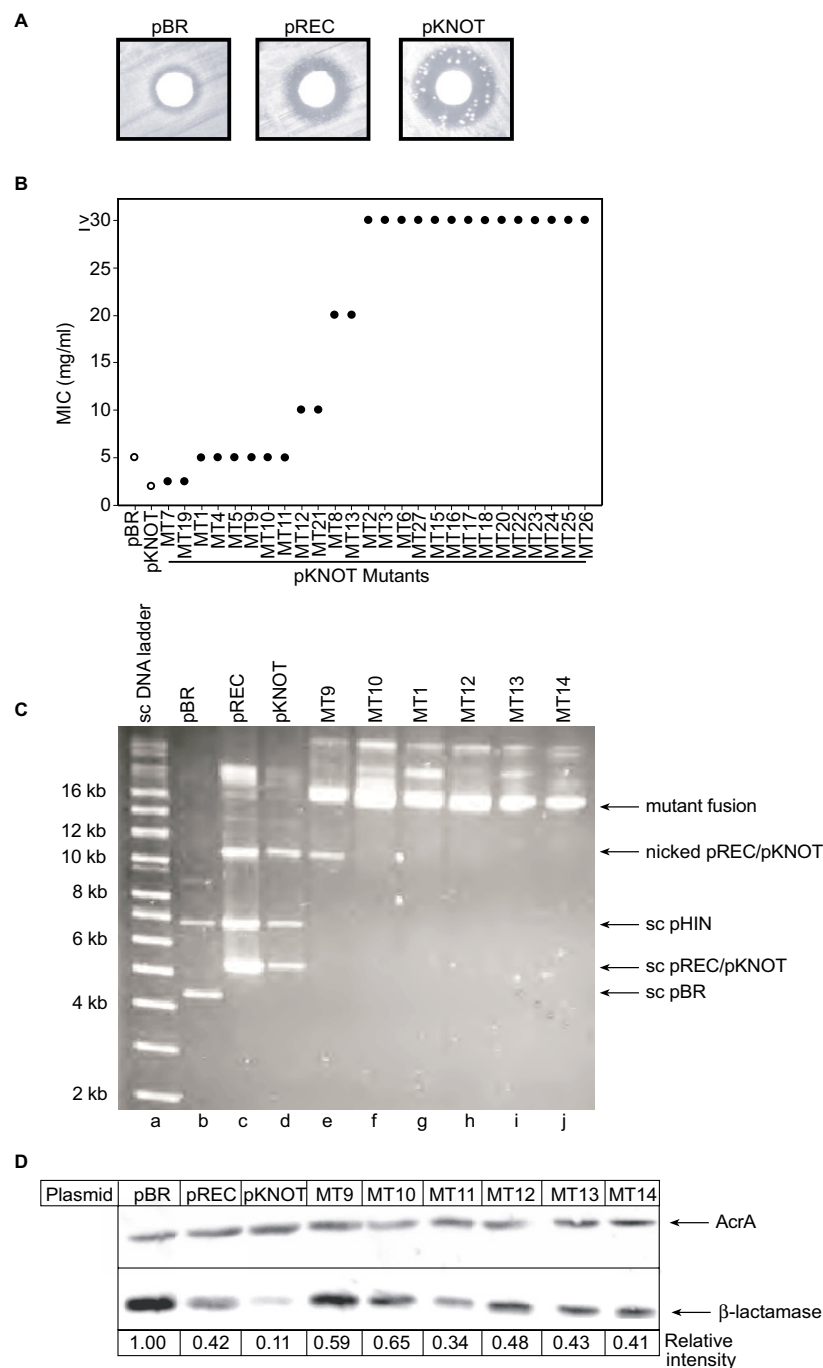 A
pBR pREC pKNOT
B
MIC (mg/ml)
≥30
25
20
15
10
5
0
pBR pKNOT MT7 MT19 MT1 MT4 MT5 MT9 MT10 MT11 MT12 MT21 MT8 MT13 MT2 MT3 MT6 MT27 MT15 MT16 MT17 MT18 MT20 MT22 MT23 MT24 MT25 MT26
pKNOT Mutants
C
sc DNA ladder pBR pREC pKNOT MT9 MT10 MT1 MT12 MT13 MT14
16 kb
12 kb
10 kb
8 kb
6 kb
4 kb
2 kb
mutant fusion
nicked pREC/pKNOT
sc pHIN
sc pREC/pKNOT
sc pBR
a b c d e f g h i j
D
Plasmid pBR pREC pKNOT MT9 MT10 MT11 MT12 MT13 MT14
AcrA
β-lactamase
1.00 0.42 0.11 0.59 0.65 0.34 0.48 0.43 0.41 Relative
intensity